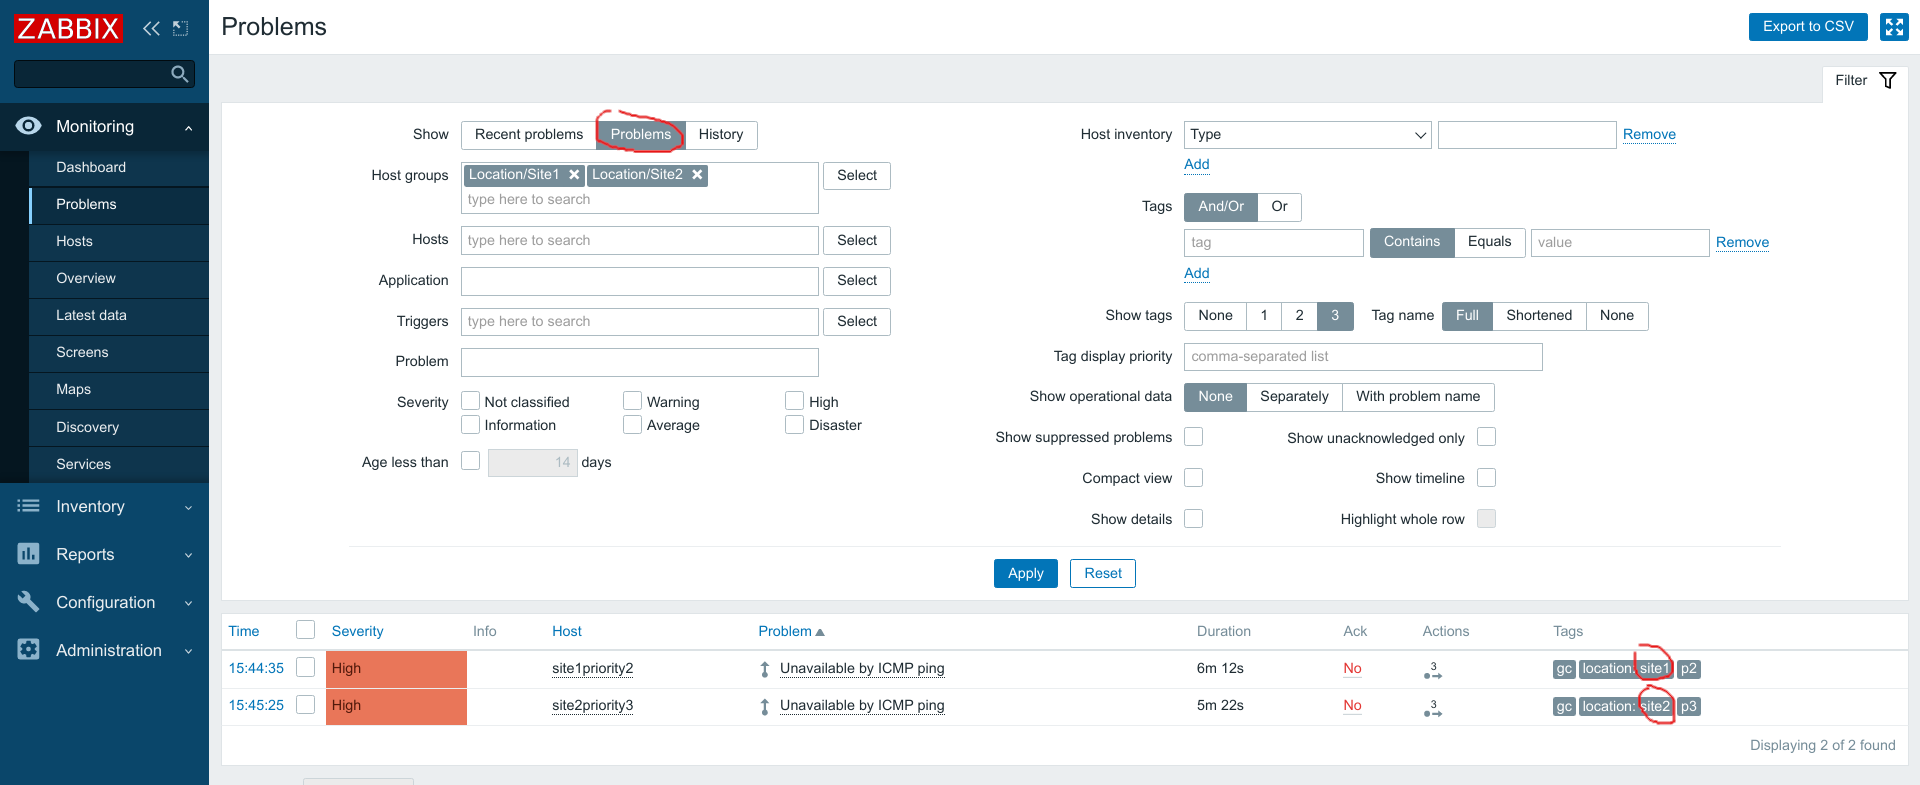 ZABBIX
Monitoring
Dashboard
Problems
Hosts
Overview
Latest data
Screens
Maps
Discovery
Services
Inventory
Reports
Configuration
Administration
Problems
Export to CSV
Filter
Show Recent problems Problems History
Host groups Location/Site1 Location/Site2 Select
type here to search
Hosts type here to search Select
Application Select
Triggers type here to search Select
Problem
Severity Not classified Warning High
Information Average Disaster
Age less than 14 days
Host inventory Type Remove
Add
Tags And/Or Or
tag Contains Equals value Remove
Add
Show tags None 1 2 3 Tag name Full Shortened None
Tag display priority comma-separated list
Show operational data None Separately With problem name
Show suppressed problems Show unacknowledged only
Compact view Show timeline
Show details Highlight whole row
Apply Reset
Time Severity Info Host Problem Duration Ack Actions Tags
15:44:35 High site1priority2 Unavailable by ICMP ping 6m 12s No 3 gc location: site1 p2
15:45:25 High site2priority3 Unavailable by ICMP ping 5m 22s No 3 gc location: site2 p3
Displaying 2 of 2 found